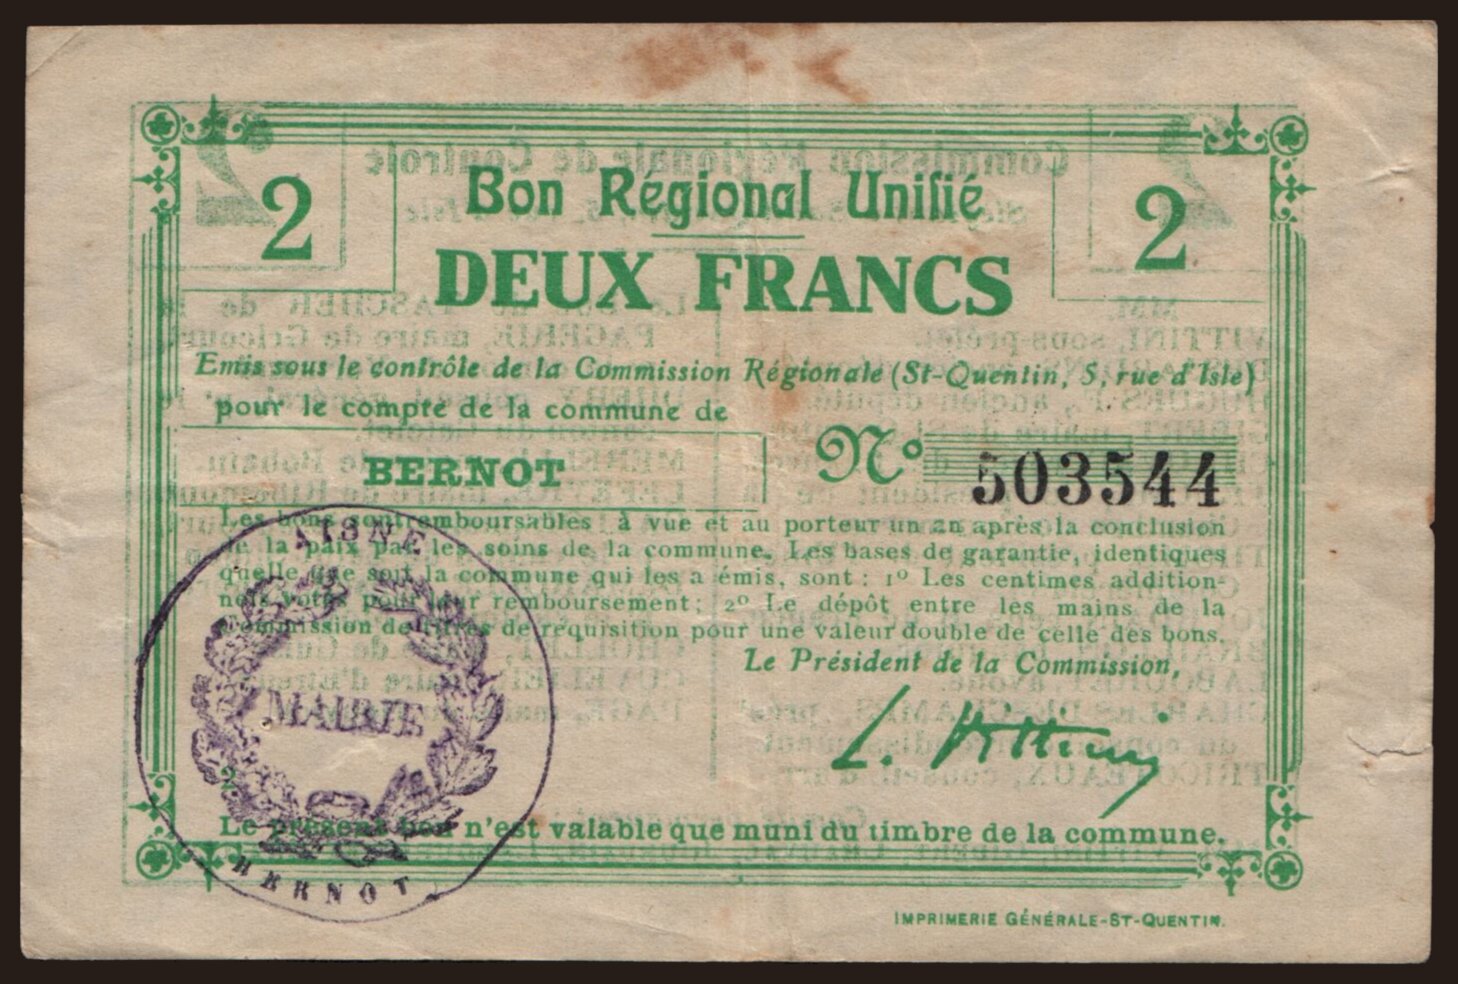 2
Bon Régional Unifié
2
DEUX FRANCS
Emis sous le contrôle de la Commission Régionale (St-Quentin, 5, rue d'Isle)
pour le compte de la commune de
BERNOT
No 503544
Les bons sont remboursables à vue et au porteur un an après la conclusion
de la paix par les soins de la commune. Les bases de garantie, identiques
quelle que soit la commune qui les a émis, sont : 1o Les centimes addition-
nels votés pour leur remboursement; 2o Le dépôt entre les mains de la
Commission de titres de réquisition pour une valeur double de celle des bons.
Le Président de la Commission,
AISNE
MAIRIE
BERNOT
2
Le présent bon n'est valable que muni du timbre de la commune.
IMPRIMERIE GÉNÉRALE-ST-QUENTIN.